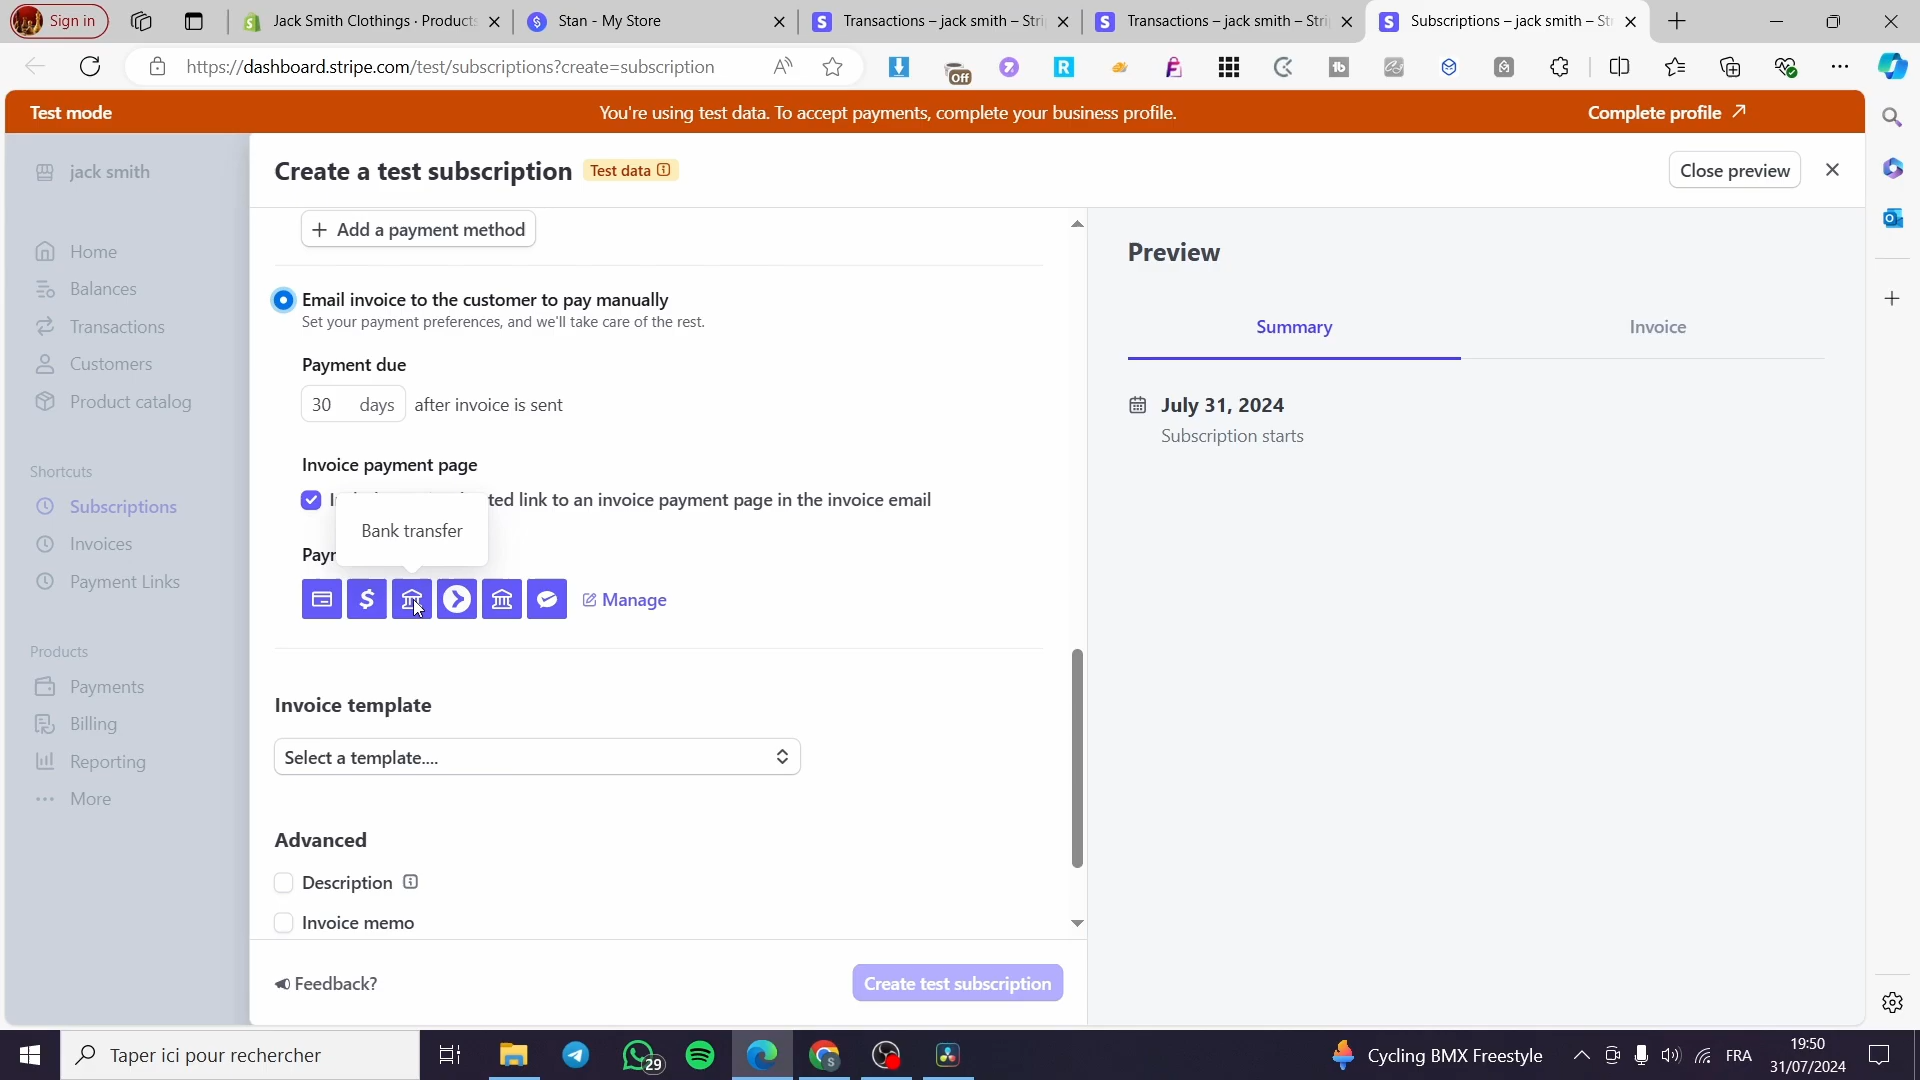 Sign in
Jack Smith Clothings · Products
Stan - My Store
Transactions – jack smith – Stri
Transactions – jack smith – Stri
Subscriptions – jack smith – St
https://dashboard.stripe.com/test/subscriptions?create=subscription
Off
Test mode
You're using test data. To accept payments, complete your business profile.
Complete profile
jack smith
Create a test subscription
Test data
Close preview
Add a payment method
Home
Balances
Transactions
Customers
Product catalog
Shortcuts
Subscriptions
Invoices
Payment Links
Products
Payments
Billing
Reporting
More
Email invoice to the customer to pay manually
Set your payment preferences, and we'll take care of the rest.
Payment due
30 days after invoice is sent
Invoice payment page
ted link to an invoice payment page in the invoice email
Bank transfer
Manage
Invoice template
Select a template....
Advanced
Description
Invoice memo
Feedback?
Create test subscription
Preview
Summary
Invoice
July 31, 2024
Subscription starts
Taper ici pour rechercher
29
Cycling BMX Freestyle
FRA
19:50
31/07/2024